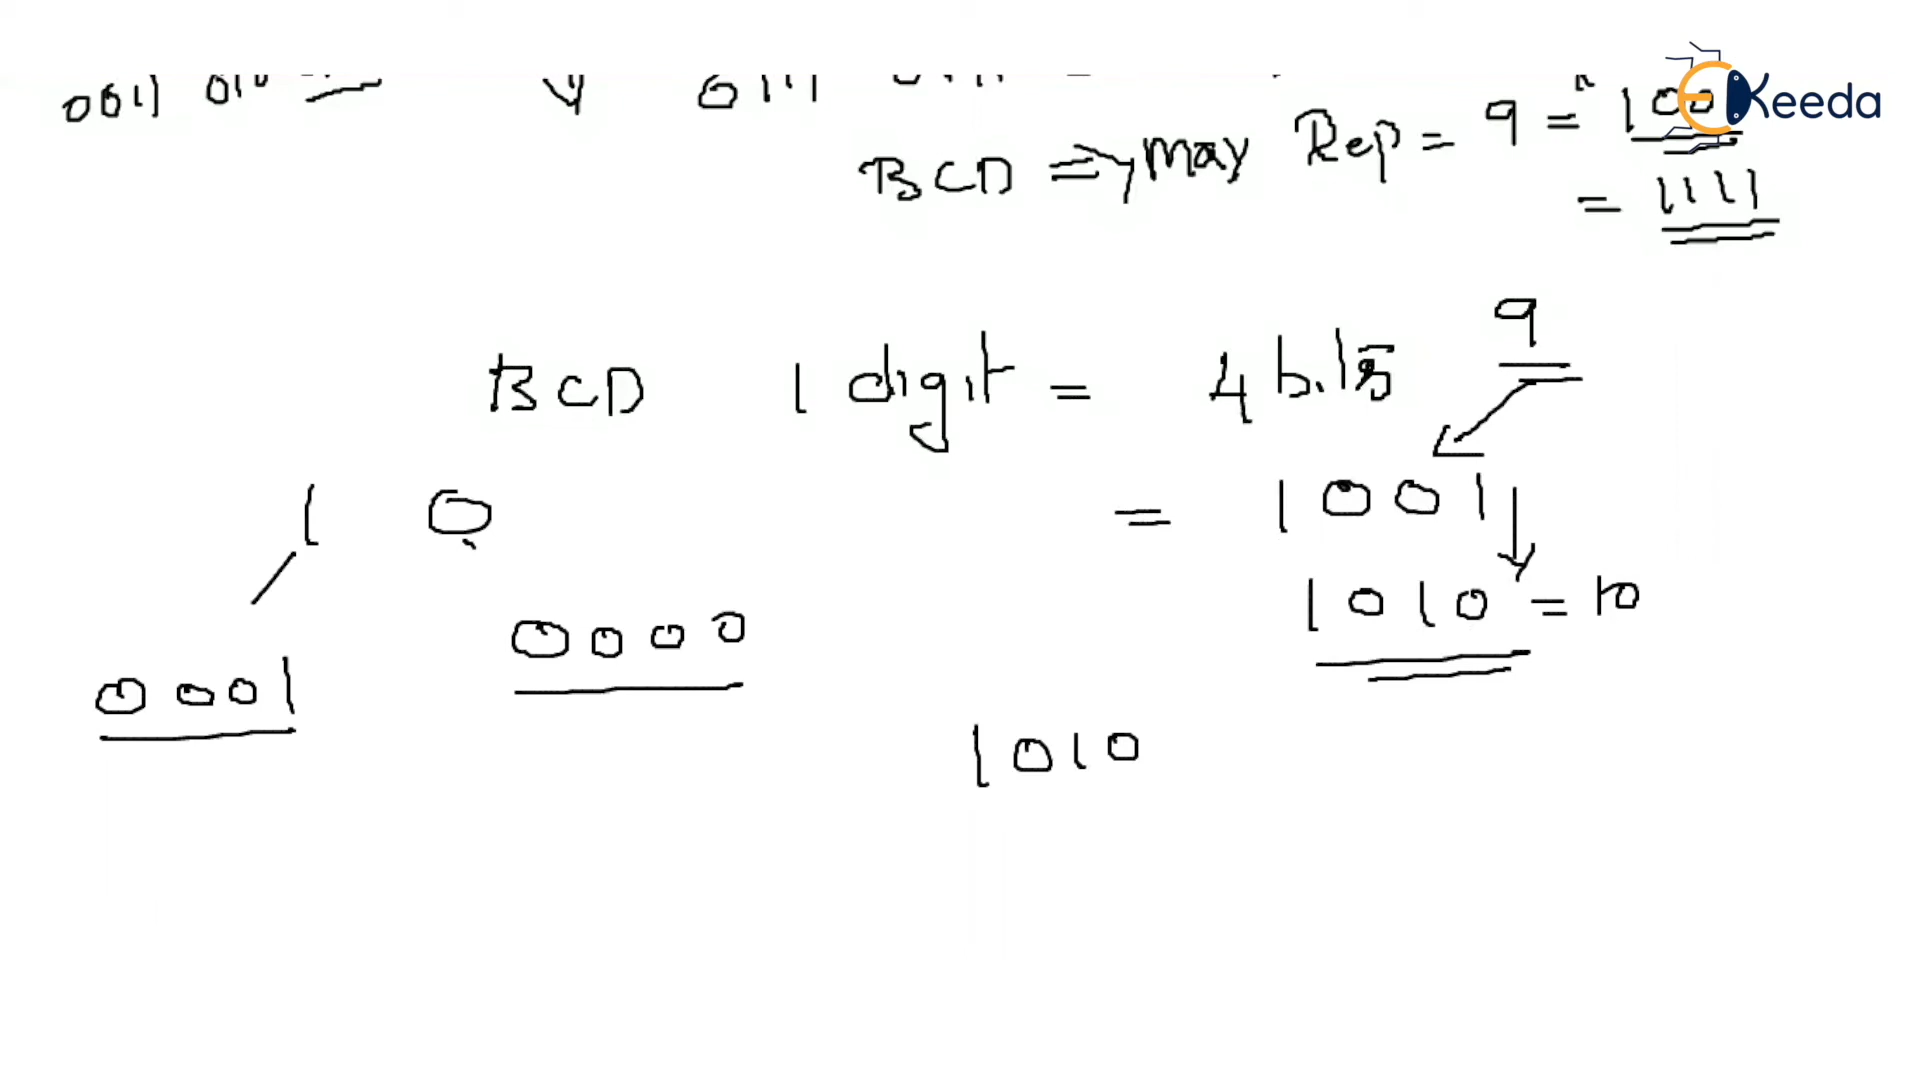 0011 010
0111
Keeda
BCD => may Rep = 9 = 1001
= 1111
9
BCD 1 digit = 4 bits
1 0
= 1001
1010 = 10
0000
0001
1010